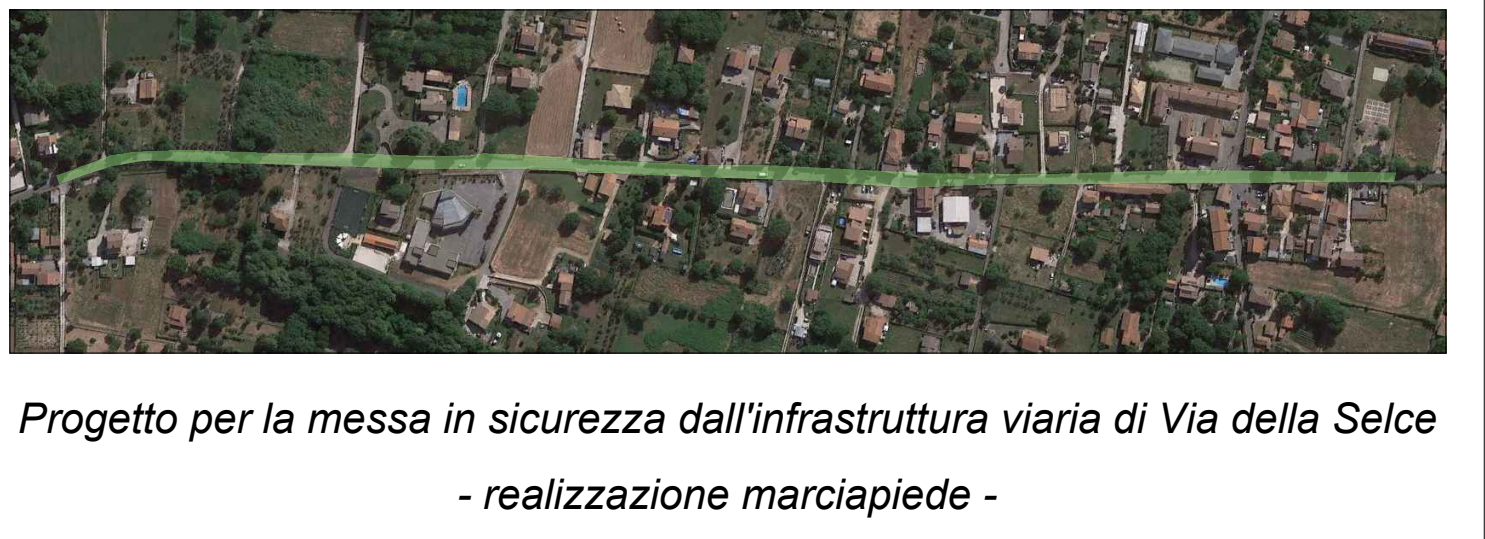 Progetto per la messa in sicurezza dall'infrastruttura viaria di Via della Selce
- realizzazione marciapiede -